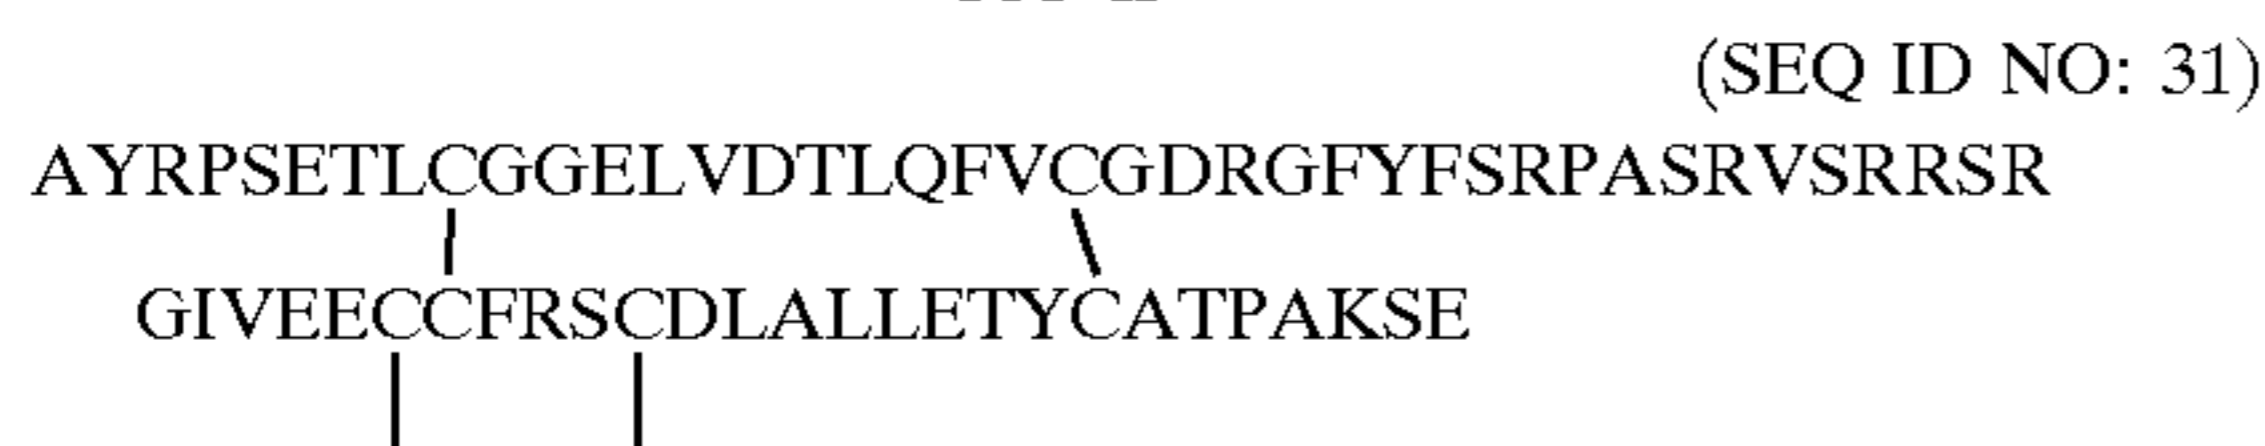 (SEQ ID NO: 31)
AYRPSETLCGGELVDTLQFVCGDRGFYFSRPASRVSRRSR
GIVEECCFRSCDLALLETYCATPAKSE